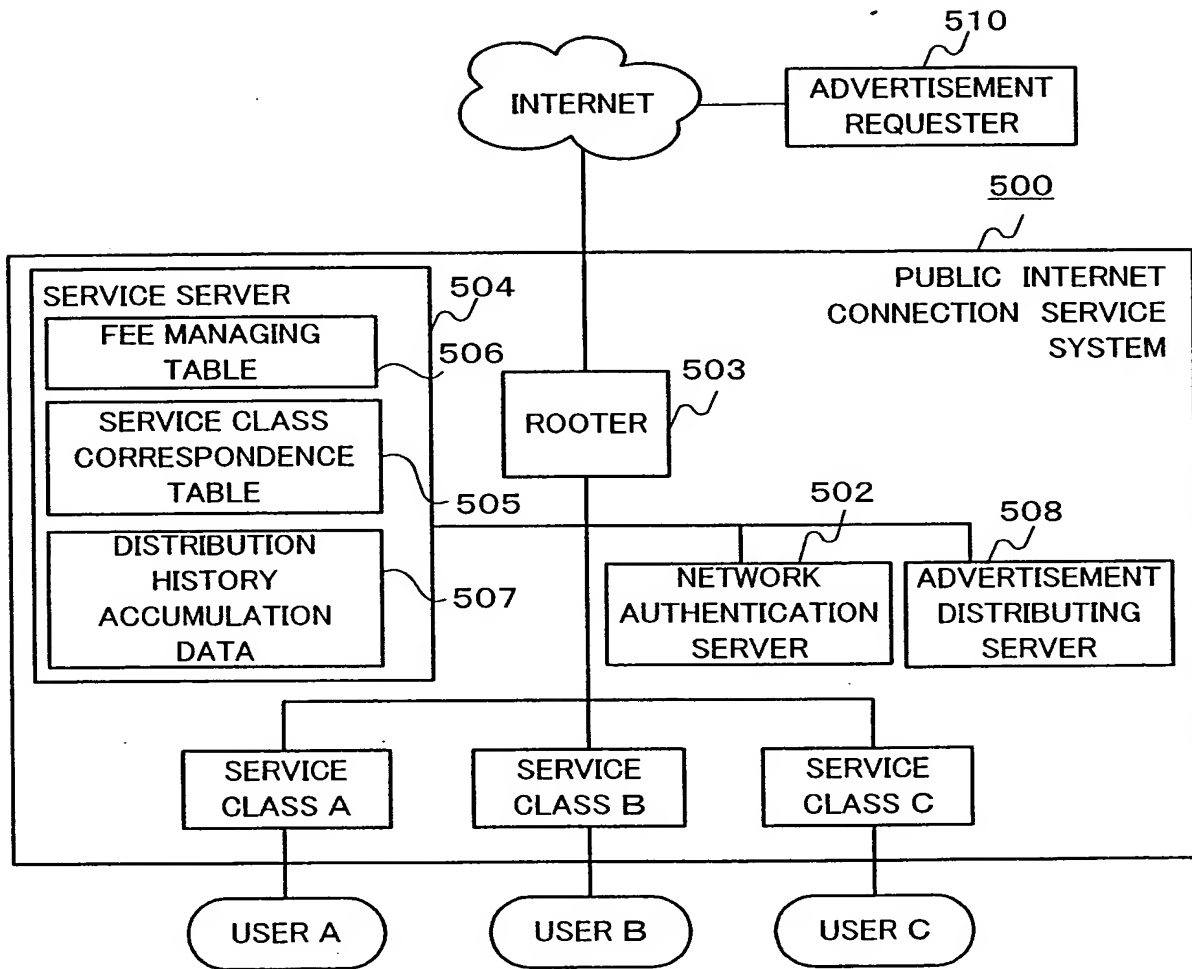 510
INTERNET
ADVERTISEMENT
REQUESTER
500
PUBLIC INTERNET
CONNECTION SERVICE
SYSTEM
SERVICE SERVER
504
FEE MANAGING
TABLE
506
503
ROOTER
SERVICE CLASS
CORRESPONDENCE
TABLE
505
502
508
DISTRIBUTION
HISTORY
ACCUMULATION
DATA
507
NETWORK
AUTHENTICATION
SERVER
ADVERTISEMENT
DISTRIBUTING
SERVER
SERVICE
CLASS A
SERVICE
CLASS B
SERVICE
CLASS C
USER A
USER B
USER C